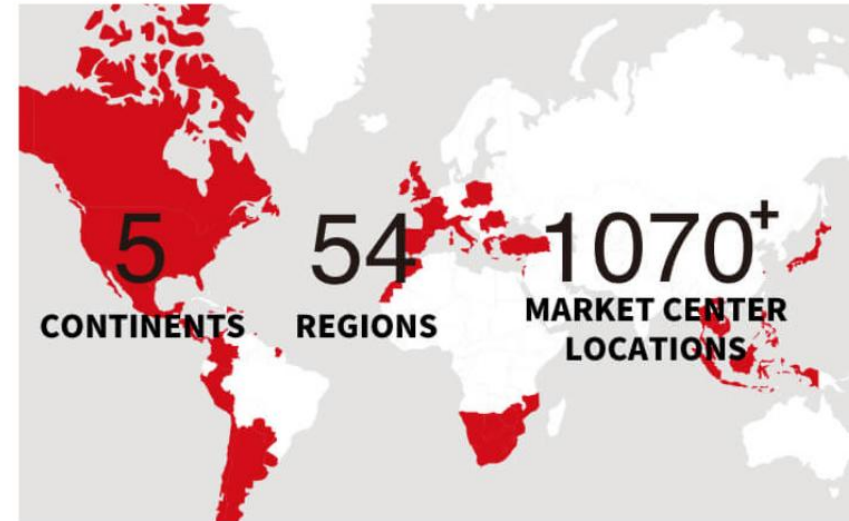 5
CONTINENTS
54
REGIONS
1070+
MARKET CENTER
LOCATIONS